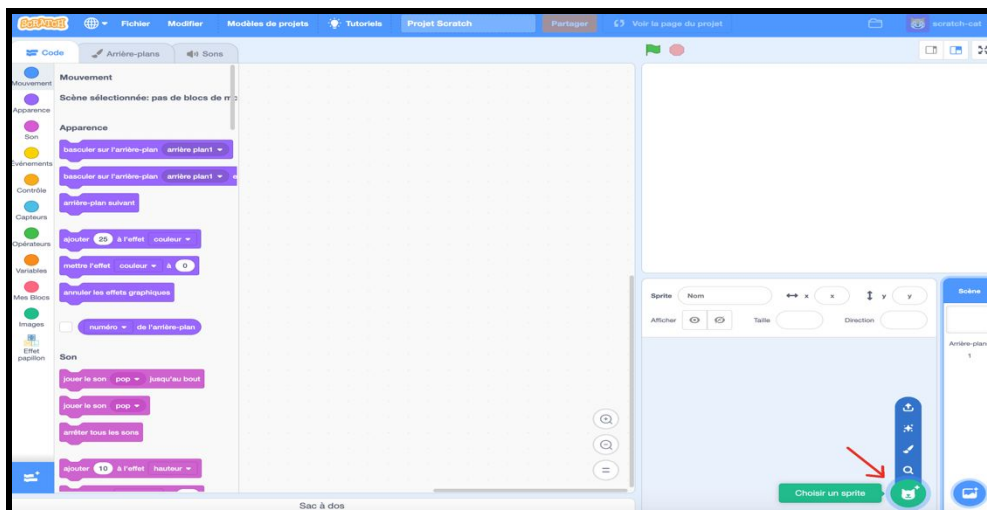 SCRATCH Fichier Modifier Modèles de projets Tutoriels Projet Scratch Partager Voir la page du projet scratch-cat
Code Arrière-plans Sons
Mouvement
Apparence
Son
Événements
Contrôle
Capteurs
Opérateurs
Variables
Mes Blocs
Images
Effet
papillon
Mouvement
Scène sélectionnée: pas de blocs de
Apparence
basculer sur l'arrière-plan arrière plan1
basculer sur l'arrière-plan arrière plan1 e
arrière-plan suivant
ajouter 25 à l'effet couleur
mettre l'effet couleur à 0
annuler les effets graphiques
numéro de l'arrière-plan
Son
jouer le son pop jusqu'au bout
jouer le son pop
arrêter tous les sons
ajouter 10 à l'effet hauteur
Sac à dos
Sprite Nom x x y y
Afficher Taille Direction
Choisir un sprite
Scène
Arrière-plan
1